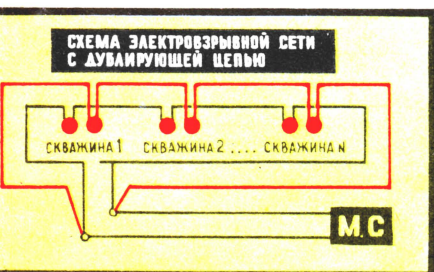 СХЕМА ЭЛЕКТРОВЗРЫВНОЙ СЕТИ
С ДУБЛИРУЮЩЕЙ ЦЕПЬЮ
СКВАЖИНА 1 СКВАЖИНА 2 .... СКВАЖИНА N
М.С